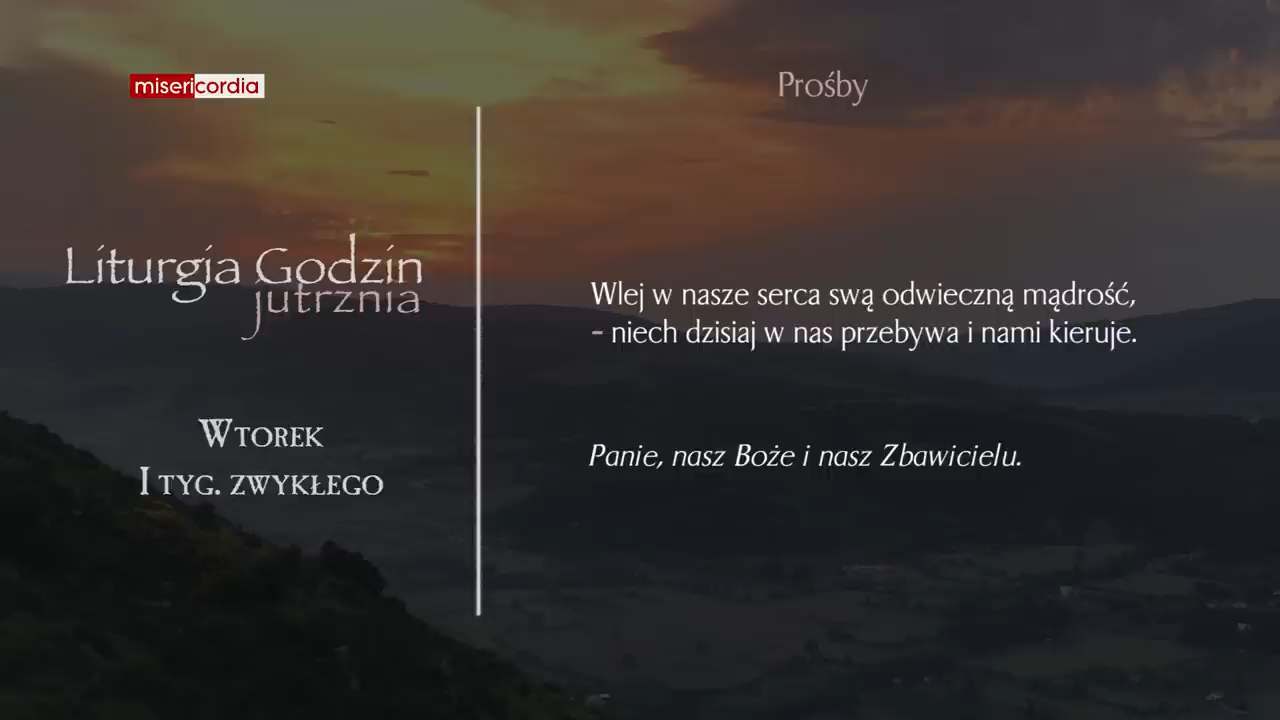 misericordia
Liturgia Godzin
jutrznia
Wtorek
I tyg. zwykłego
Prośby
Wlej w nasze serca swą odwieczną mądrość,
- niech dzisiaj w nas przebywa i nami kieruje.
Panie, nasz Boże i nasz Zbawicielu.